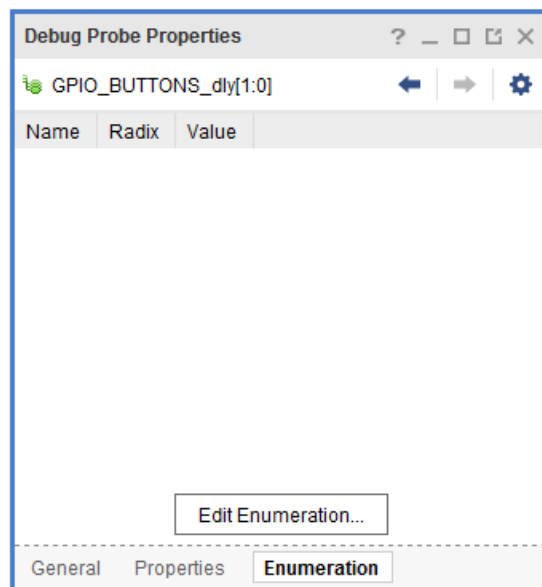 Debug Probe Properties ?
GPIO_BUTTONS_dly[1:0]
Name Radix Value
Edit Enumeration...
General Properties Enumeration